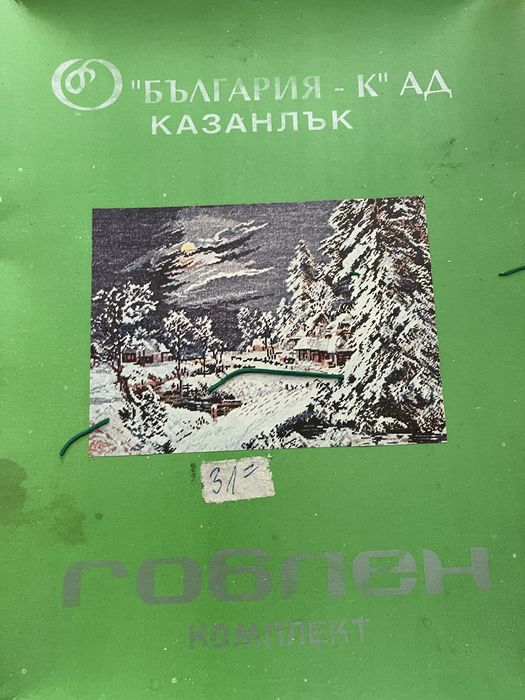 "БЪЛГАРИЯ - К" АД
КАЗАНЛЪК
31=
гоблен
КОМПЛЕКТ